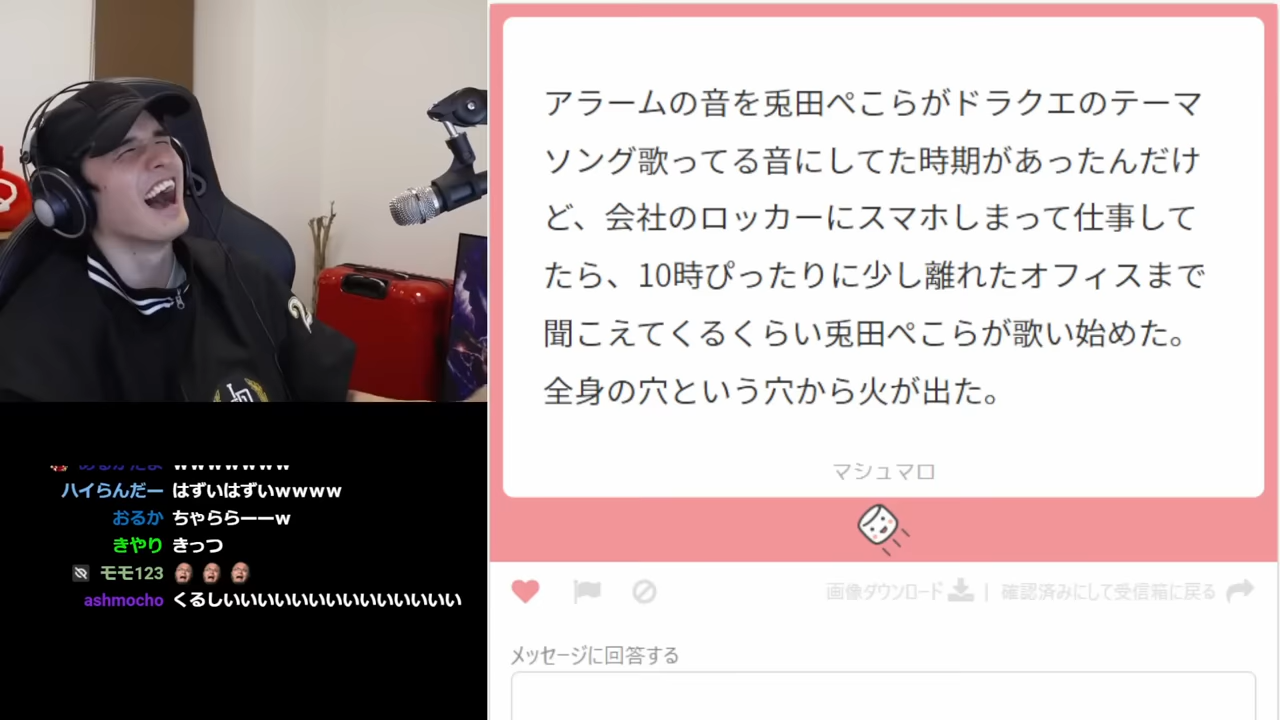 アラームの音を兎田ぺこらがドラクエのテーマ
ソング歌ってる音にしてた時期があったんだけ
ど、会社のロッカーにスマホしまって仕事して
たら、10時ぴったりに少し離れたオフィスまで
聞こえてくるくらい兎田ぺこらが歌い始めた。
全身の穴という穴から火が出た。
マシュマロ
画像ダウンロード | 確認済みにして受信箱に戻る
メッセージに回答する
wwwwwww
ハイらんだー はずいはずいwwww
おるか ちゃららーーw
きやり きっつ
モモ123
ashmocho くるしいいいいいいいいいいいいいい